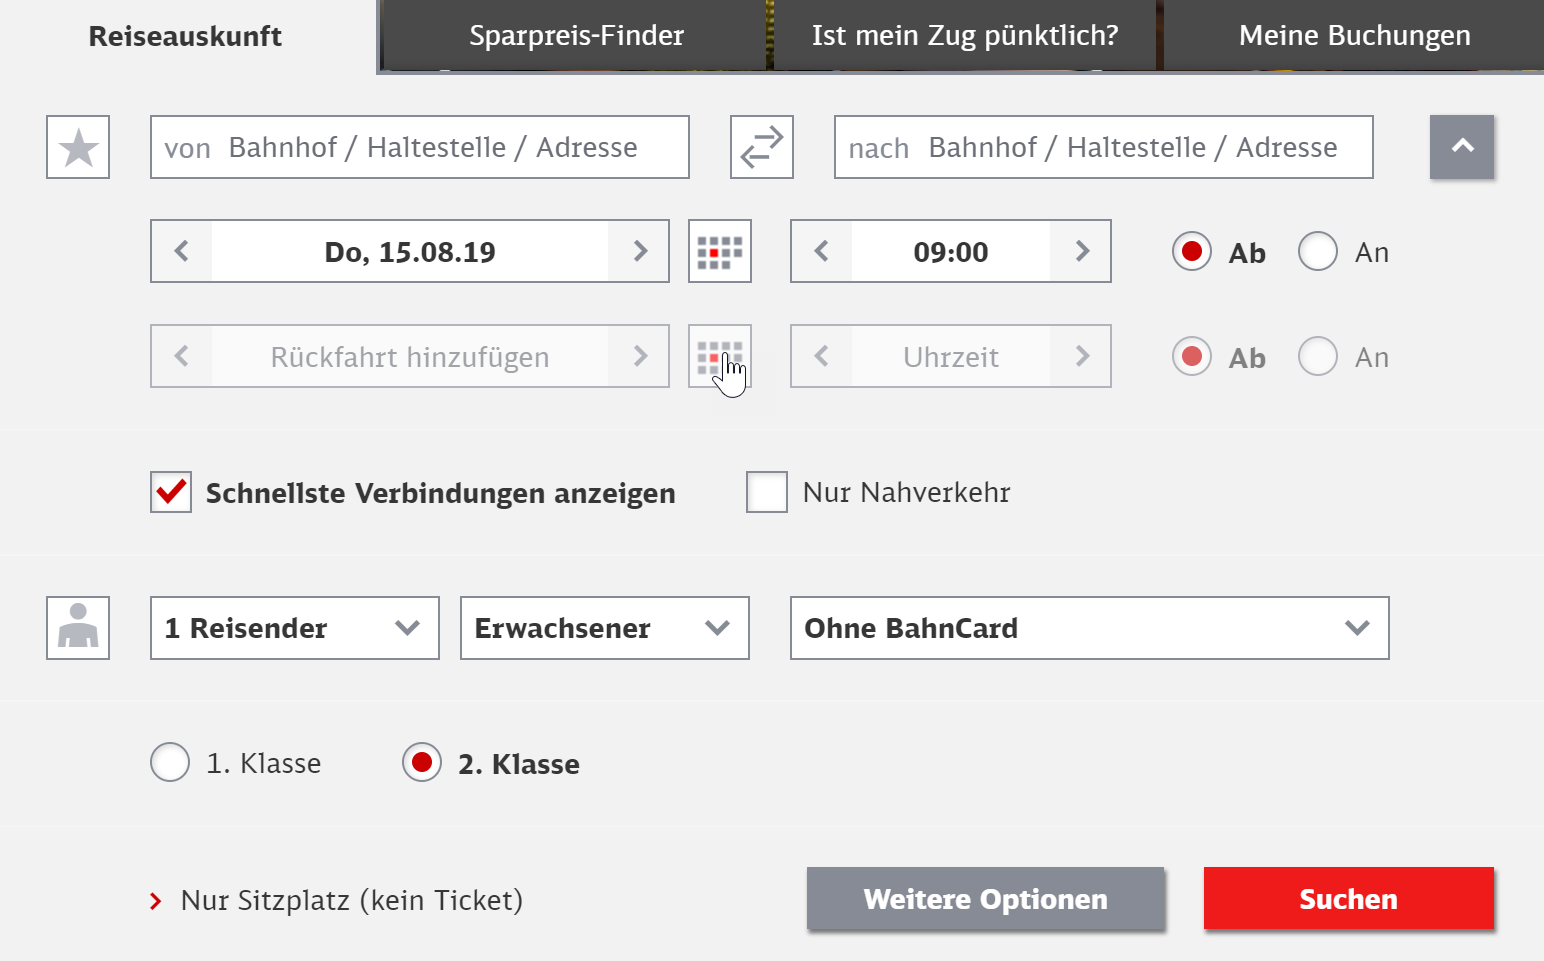 Reiseauskunft
Sparpreis-Finder
Ist mein Zug pünktlich?
Meine Buchungen
von Bahnhof / Haltestelle / Adresse
nach Bahnhof / Haltestelle / Adresse
Do, 15.08.19
09:00
Ab
An
Rückfahrt hinzufügen
Uhrzeit
Ab
An
Schnellste Verbindungen anzeigen
Nur Nahverkehr
1 Reisender
Erwachsener
Ohne BahnCard
1. Klasse
2. Klasse
Nur Sitzplatz (kein Ticket)
Weitere Optionen
Suchen